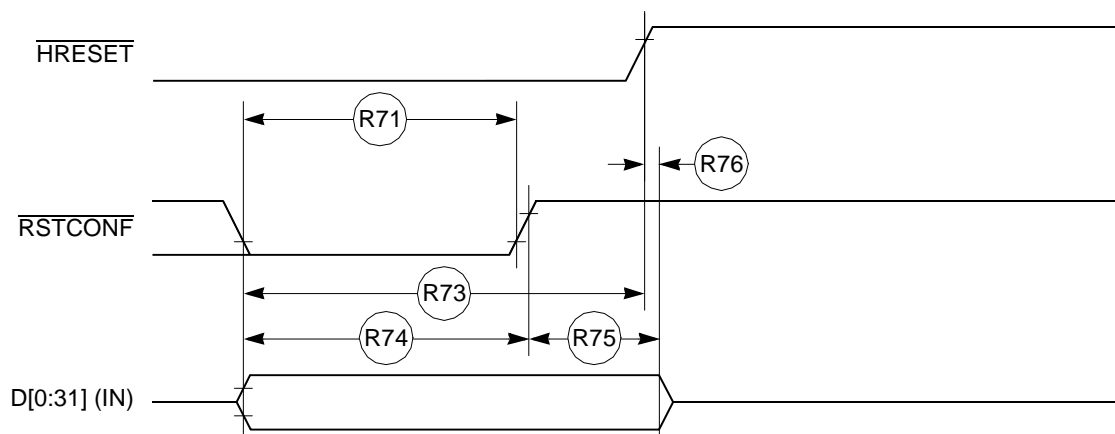 HRESET
R71
R76
RSTCONF
R73
R74
R75
D[0:31] (IN)